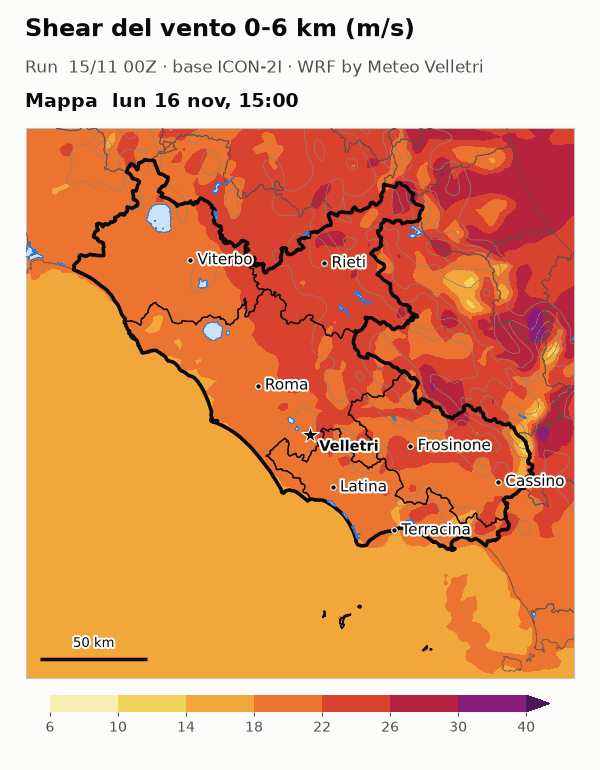 Shear del vento 0-6 km (m/s)
Run  15/11 00Z · base ICON-2I · WRF by Meteo Velletri
Mappa  lun 16 nov, 15:00
Viterbo
Rieti
Roma
Velletri
Frosinone
Cassino
Latina
Terracina
50 km
6 10 14 18 22 26 30 40